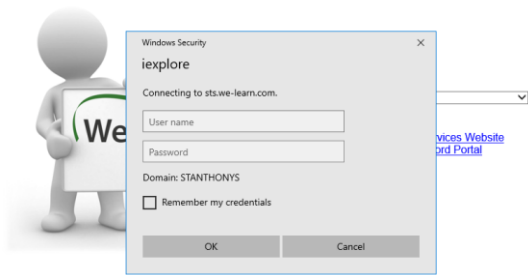 Windows Security
iexplore
Connecting to sts.we-learn.com.
User name
Password
Domain: STANTHONYS
Remember my credentials
OK
Cancel
We
vices Website
ord Portal